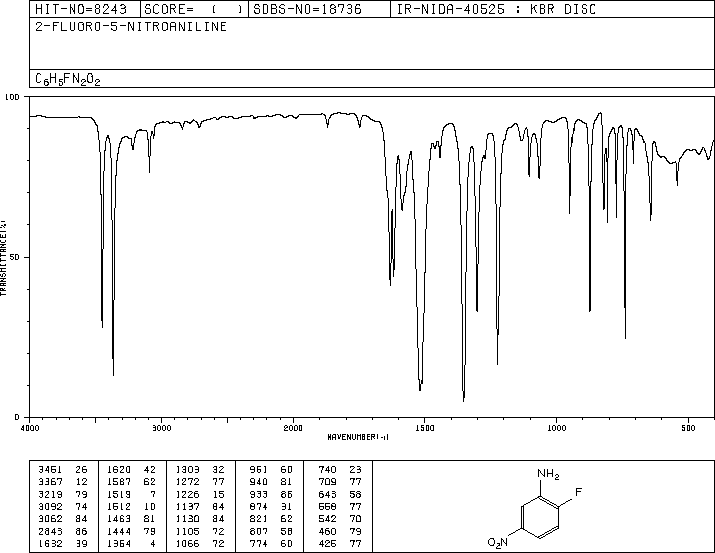 HIT-NO=8243 SCORE= ( ) SDBS-NO=18736 IR-NIDA-40525 : KBR DISC
2-FLUORO-5-NITROANILINE
C₆H₅FN₂O₂
100
50
0
TRANSMITTANCE(%)
4000 3000 2000 1500 1000 500
WAVENUMBER(-1)
3461 26 1620 42 1303 32 951 60 740 23
3367 12 1587 62 1272 77 940 81 709 77
3219 79 1519 7 1226 15 933 86 643 58
3092 74 1512 10 1137 84 874 31 558 77
3062 84 1463 81 1130 84 821 62 542 70
2843 86 1444 79 1105 72 807 58 460 79
1632 39 1354 4 1066 72 774 60 426 77
NH₂
F
O₂N